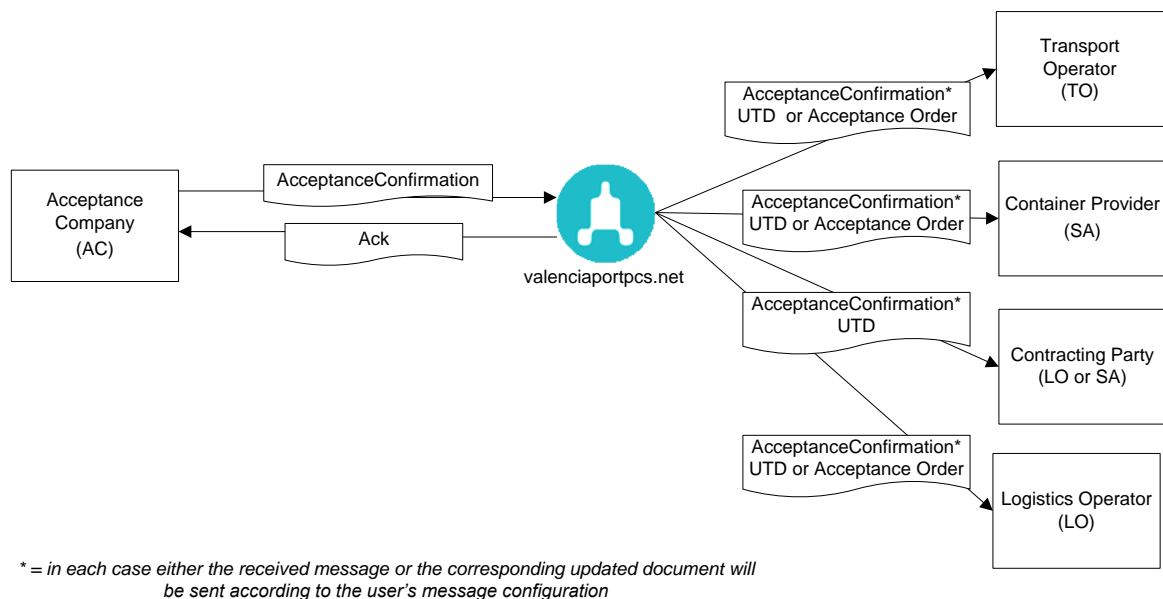 Acceptance
Company
(AC)
AcceptanceConfirmation
Ack
valenciaportpcs.net
AcceptanceConfirmation*
UTD or Acceptance Order
Transport
Operator
(TO)
AcceptanceConfirmation*
UTD or Acceptance Order
Container Provider
(SA)
AcceptanceConfirmation*
UTD
Contracting Party
(LO or SA)
AcceptanceConfirmation*
UTD or Acceptance Order
Logistics Operator
(LO)
* = in each case either the received message or the corresponding updated document will
be sent according to the user's message configuration